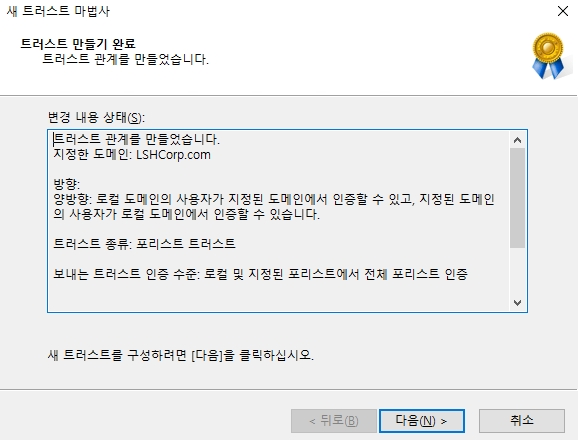 새 트러스트 마법사
트러스트 만들기 완료
트러스트 관계를 만들었습니다.
변경 내용 상태(S):
트러스트 관계를 만들었습니다.
지정한 도메인: LSHCorp.com
방향:
양방향: 로컬 도메인의 사용자가 지정된 도메인에서 인증할 수 있고, 지정된 도메인
의 사용자가 로컬 도메인에서 인증할 수 있습니다.
트러스트 종류: 포리스트 트러스트
보내는 트러스트 인증 수준: 로컬 및 지정된 포리스트에서 전체 포리스트 인증
새 트러스트를 구성하려면 [다음]을 클릭하십시오.
< 뒤로(B) 다음(N) > 취소